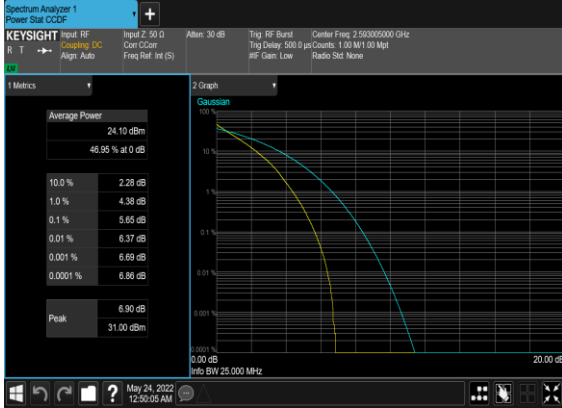 Spectrum Analyzer 1
Power Stat CCDF
KEYSIGHT
R T
LU
Input: RF
Coupling: DC
Align: Auto
Input Z: 50 Ω
Corr CCorr
Freq Ref: Int (S)
Atten: 30 dB
Trig: RF Burst
Trig Delay: 500.0 µs
#IF Gain: Low
Center Freq: 2.593005000 GHz
Counts: 1.00 M/1.00 Mpt
Radio Std: None
1 Metrics
Average Power
24.10 dBm
46.95 % at 0 dB
10.0 % 2.28 dB
1.0 % 4.38 dB
0.1 % 5.65 dB
0.01 % 6.37 dB
0.001 % 6.69 dB
0.0001 % 6.86 dB
Peak
6.90 dB
31.00 dBm
2 Graph
Gaussian
100 %
10 %
1 %
0.1 %
0.01 %
0.001 %
0.0001 %
0.00 dB
20.00 dB
Info BW 25.000 MHz
?
May 24, 2022
12:50:05 AM